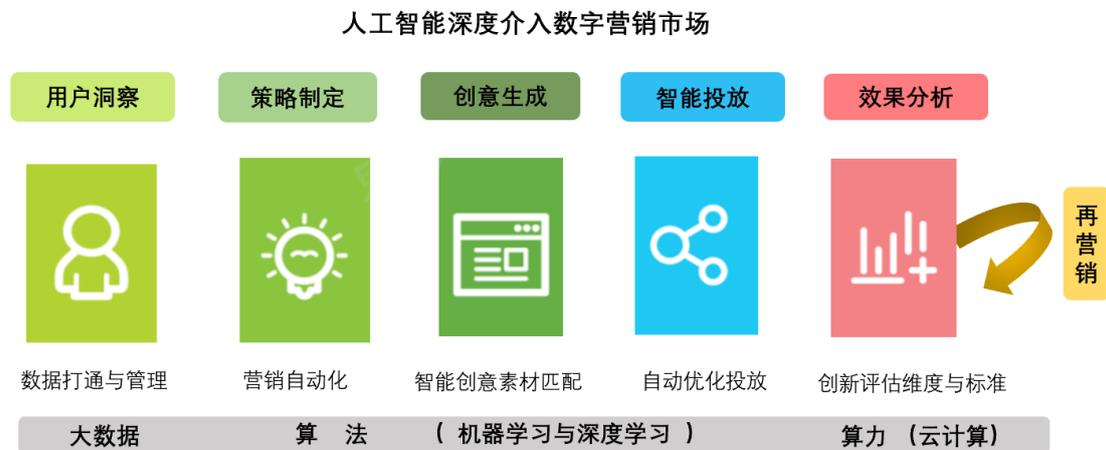 人工智能深度介入数字营销市场
用户洞察 策略制定 创意生成 智能投放 效果分析
再营销
数据打通与管理 营销自动化 智能创意素材匹配 自动优化投放 创新评估维度与标准
大数据 算 法 （ 机器学习与深度学习 ） 算力 （云计算）